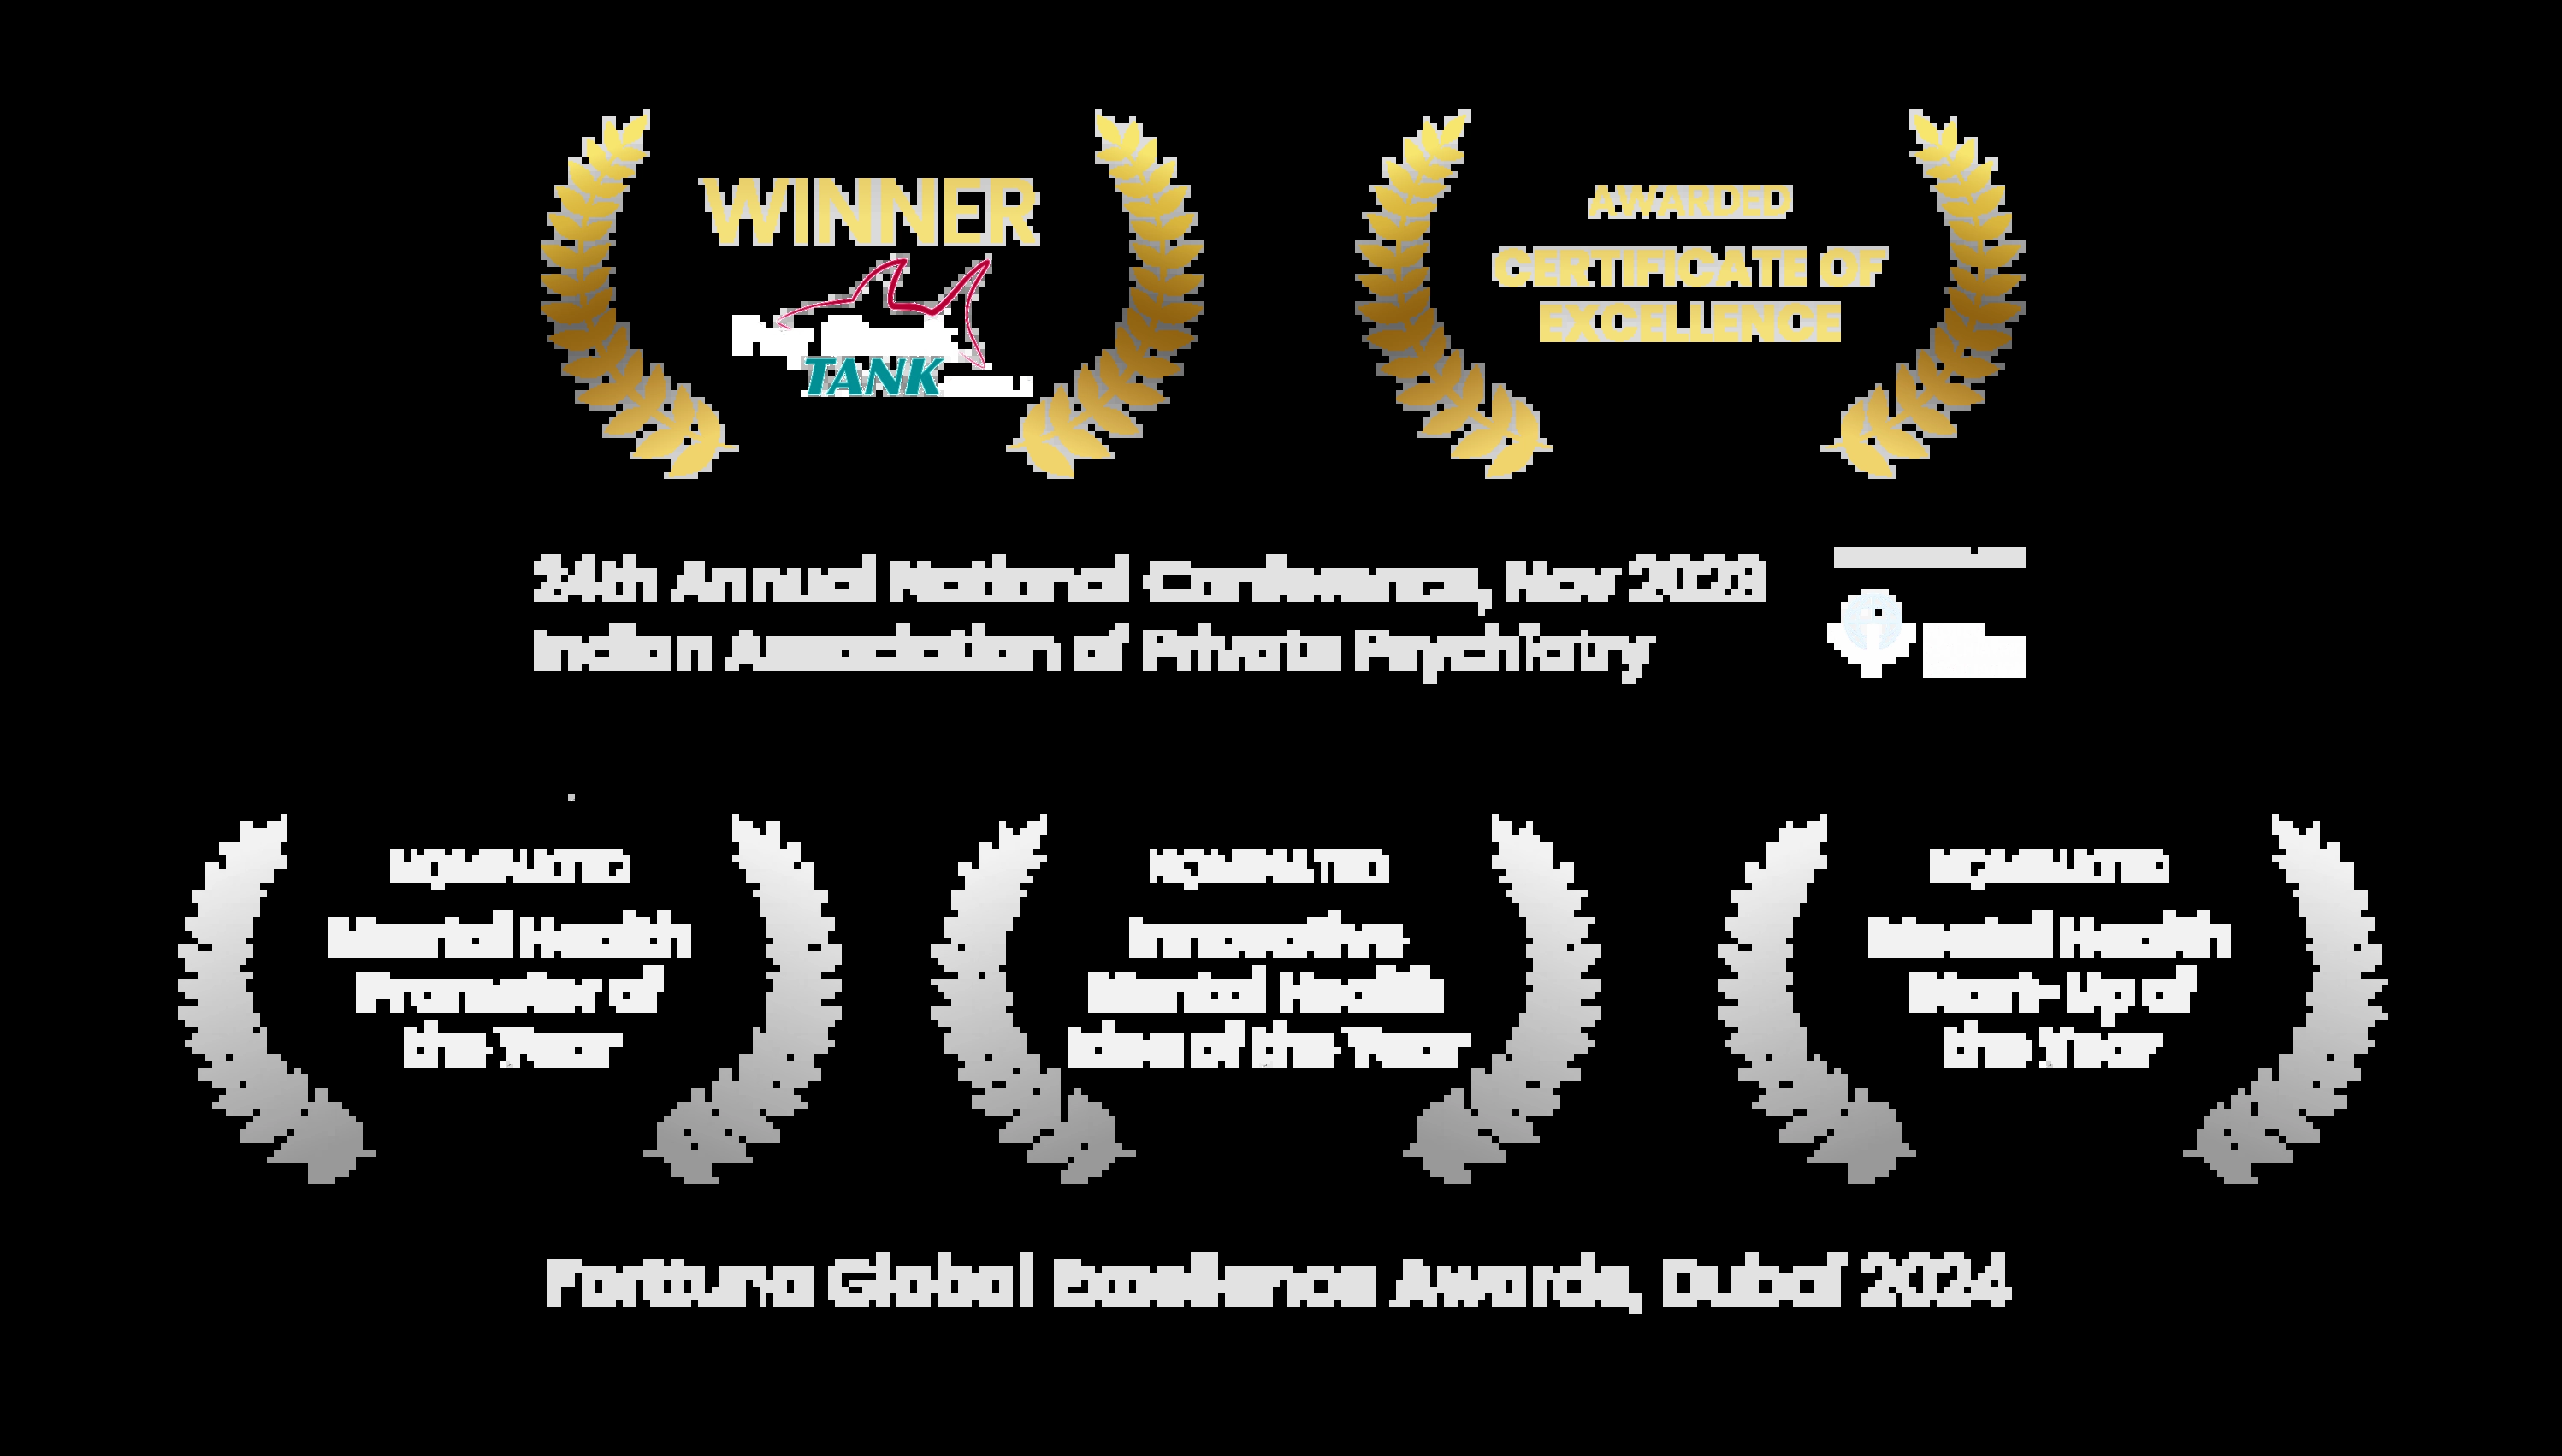 WINNER
TANK
AWARDED
CERTIFICATE OF
EXCELLENCE
24th Annual National Conference, Nov 2023
Indian Association of Private Psychiatry
NOMINATED
Mental Health
Promoter of
the Year
NOMINATED
Innovative
Mental Health
Idea of the Year
NOMINATED
Mental Health
Start-Up of
the Year
Forttuna Global Excellence Awards, Dubai 2024